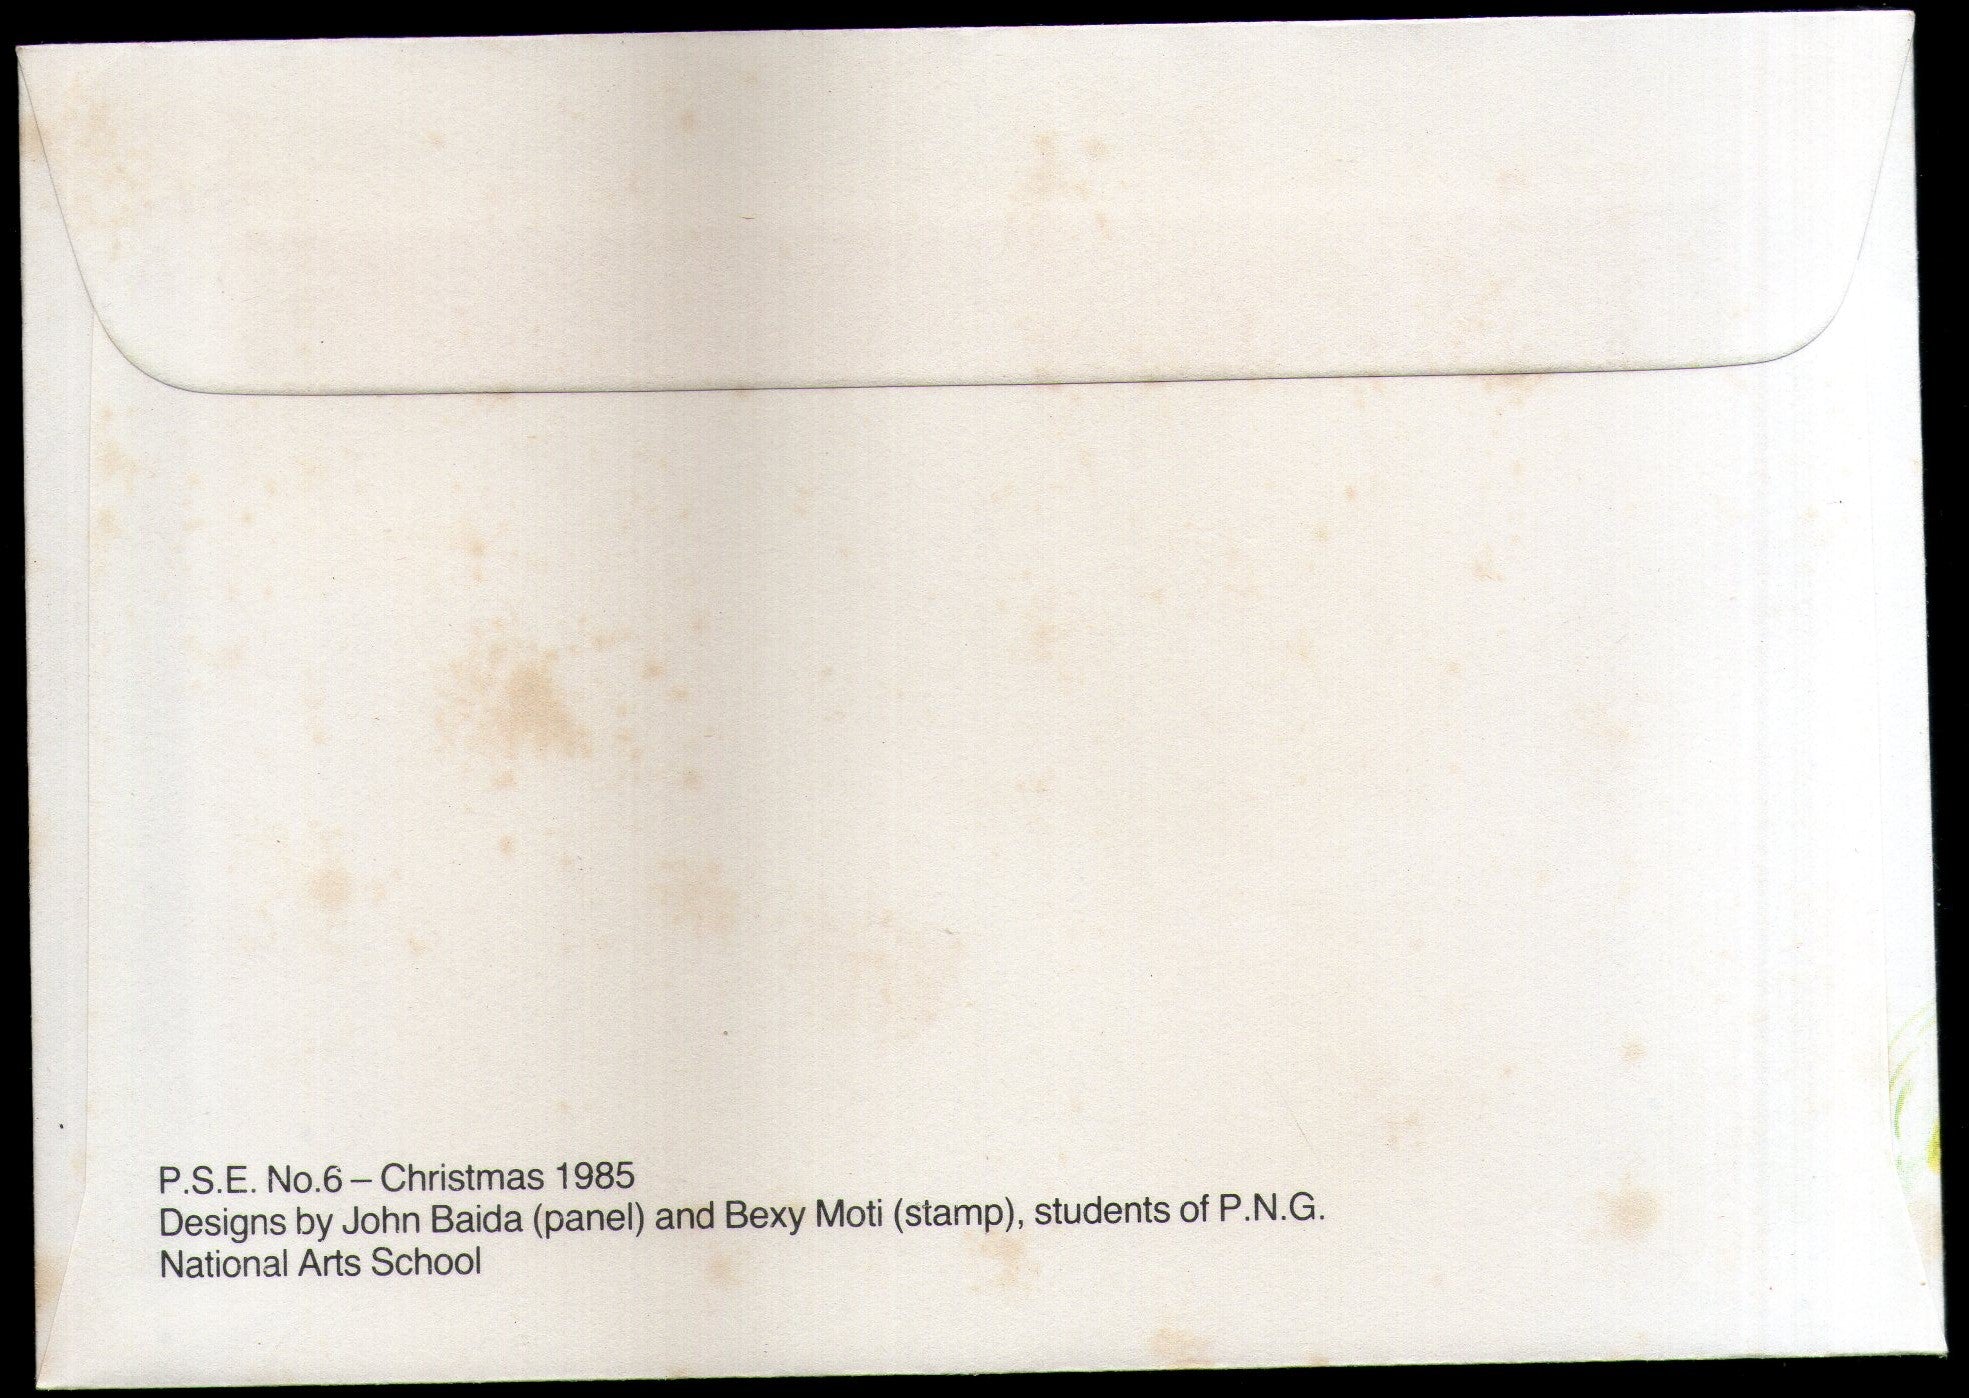 P.S.E. No.6 – Christmas 1985
Designs by John Baida (panel) and Bexy Moti (stamp), students of P.N.G.
National Arts School